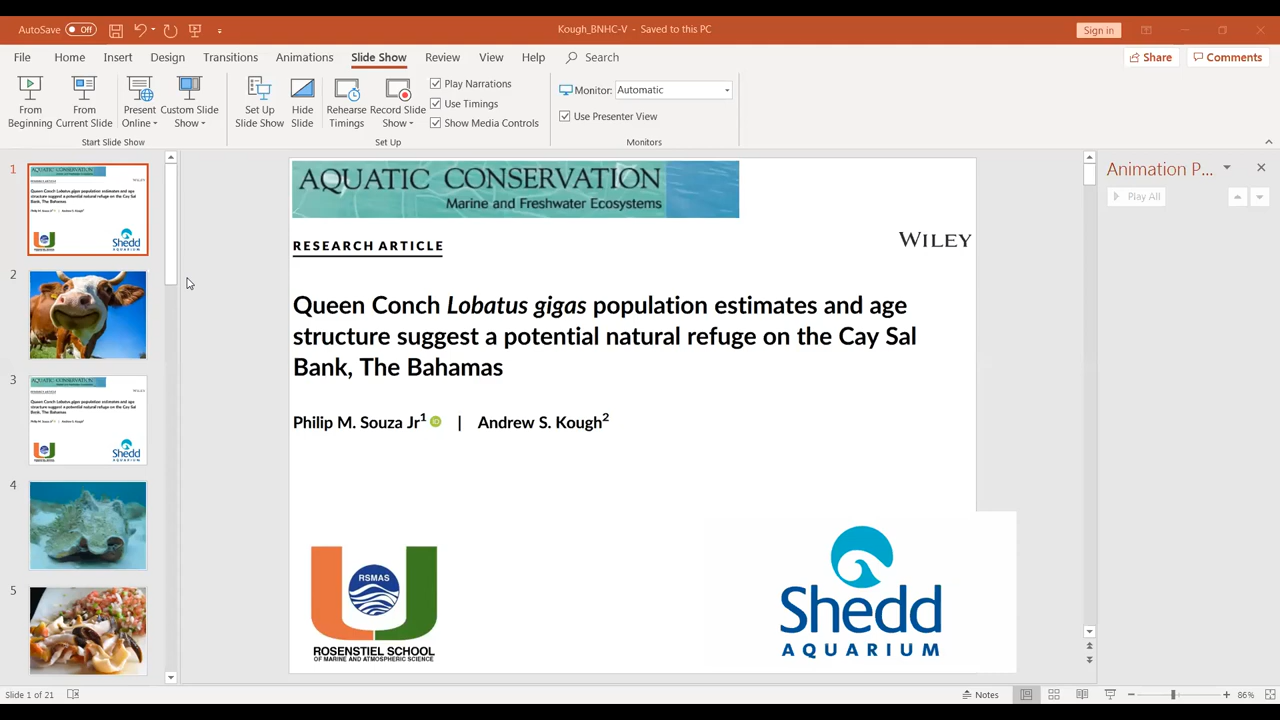 AutoSave Off
Kough_BNHC-V - Saved to this PC
Sign in
File Home Insert Design Transitions Animations Slide Show Review View Help Search
Share Comments
From Beginning
From Current Slide
Present Online
Custom Slide Show
Start Slide Show
Set Up Slide Show
Hide Slide
Rehearse Timings
Record Slide Show
Play Narrations
Use Timings
Show Media Controls
Set Up
Monitor: Automatic
Use Presenter View
Monitors
1
2
3
4
5
AQUATIC CONSERVATION
Marine and Freshwater Ecosystems
RESEARCH ARTICLE
WILEY
Queen Conch Lobatus gigas population estimates and age
structure suggest a potential natural refuge on the Cay Sal
Bank, The Bahamas
Philip M. Souza Jr1 iD | Andrew S. Kough2
RSMAS
ROSENSTIEL SCHOOL
OF MARINE AND ATMOSPHERIC SCIENCE
Shedd
AQUARIUM
Animation P...
Play All
Slide 1 of 21
Notes
86%